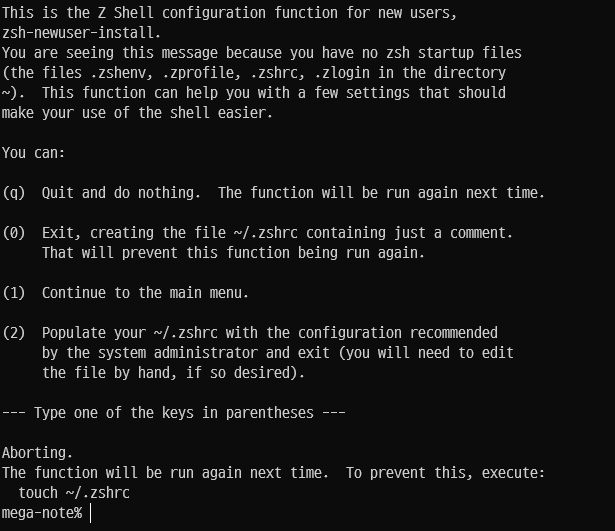 This is the Z Shell configuration function for new users,
zsh-newuser-install.
You are seeing this message because you have no zsh startup files
(the files .zshenv, .zprofile, .zshrc, .zlogin in the directory
~).  This function can help you with a few settings that should
make your use of the shell easier.

You can:

(q)  Quit and do nothing.  The function will be run again next time.

(0)  Exit, creating the file ~/.zshrc containing just a comment.
     That will prevent this function being run again.

(1)  Continue to the main menu.

(2)  Populate your ~/.zshrc with the configuration recommended
     by the system administrator and exit (you will need to edit
     the file by hand, if so desired).

--- Type one of the keys in parentheses ---

Aborting.
The function will be run again next time.  To prevent this, execute:
  touch ~/.zshrc
mega-note%